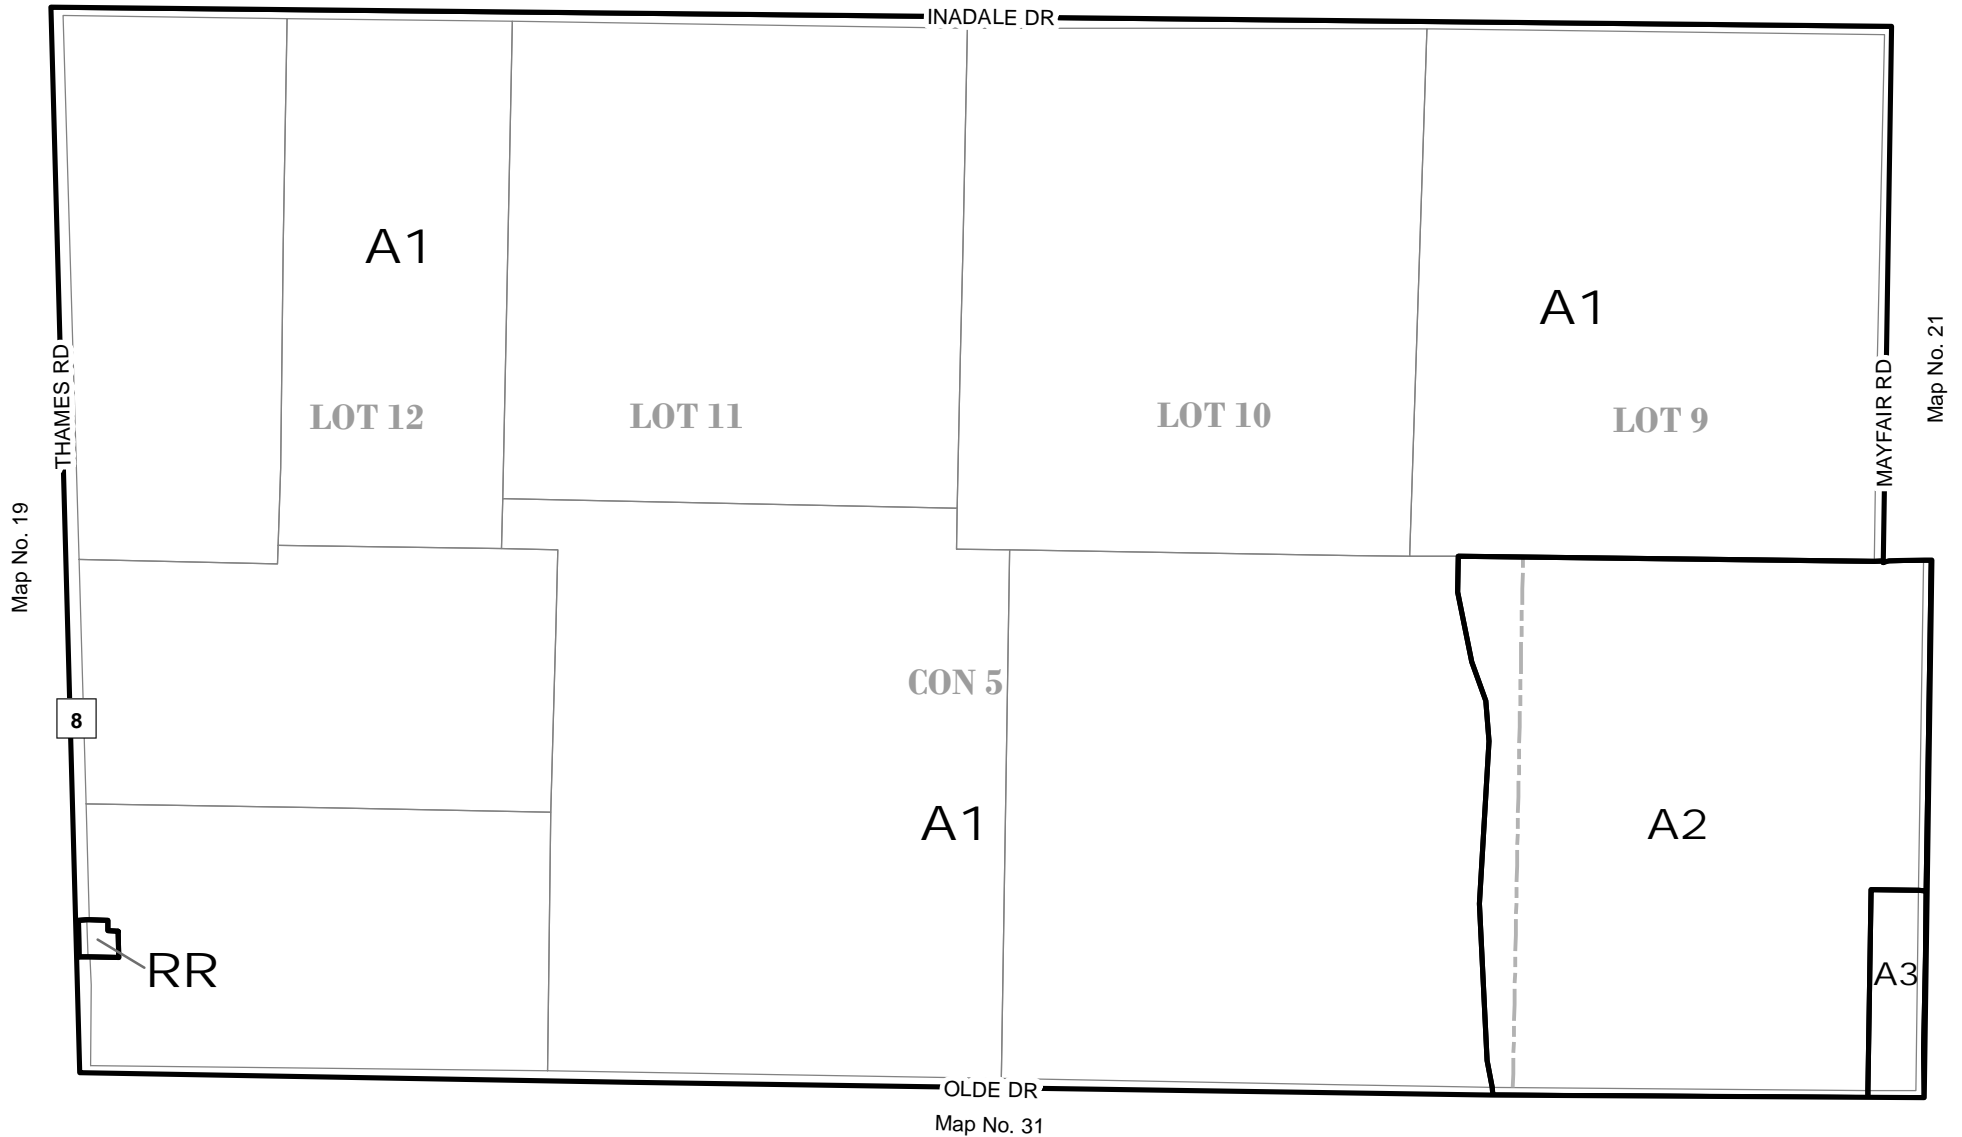 INADALE DR
A1
A1
Map No. 21
THAMES RD
MAYFAIR RD
LOT 12
LOT 11
LOT 10
LOT 9
Map No. 19
CON 5
8
A1
A2
RR
A3
OLDE DR
Map No. 31